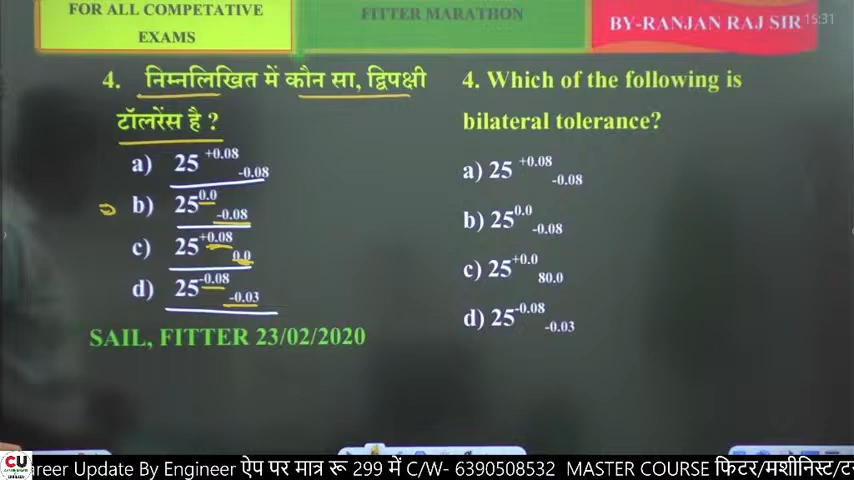 FOR ALL COMPETATIVE
EXAMS
FITTER MARATHON
BY-RANJAN RAJ SIR
15:31
4. निम्नलिखित में कौन सा, द्विपक्षी
टॉलरेंस है ?
a) 25 +0.08 -0.08
b) 25 0.0 -0.08
c) 25 +0.08 0.0
d) 25 -0.08 -0.03
SAIL, FITTER 23/02/2020
4. Which of the following is
bilateral tolerance?
a) 25 +0.08 -0.08
b) 25 0.0 -0.08
c) 25 +0.0 80.0
d) 25 -0.08 -0.03
CU
areer Update By Engineer ऐप पर मात्र रू 299 में C/W- 6390508532 MASTER COURSE फिटर/मशीनिस्ट/ट